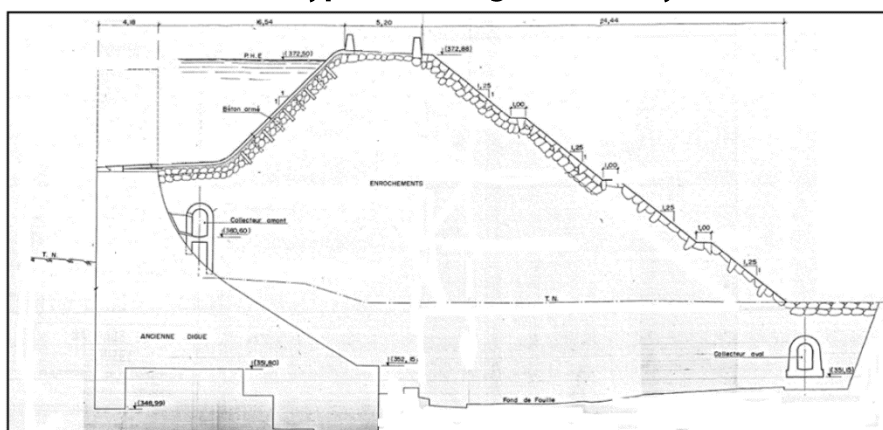 4,18 16,54 5,20 24,44
P.H.E (372,50)
(372,88)
1
1
Béton armé
1,25
1
1,00
1,25
1
1,00
ENROCHEMENTS
1,25
1
1,00
Collecteur amont
(360,60)
1,25
1
T. N.
T.N.
ANCIENNE DIGUE
(351,80)
(352,15)
Collecteur aval
(351,15)
(348,99)
Fond de Fouille